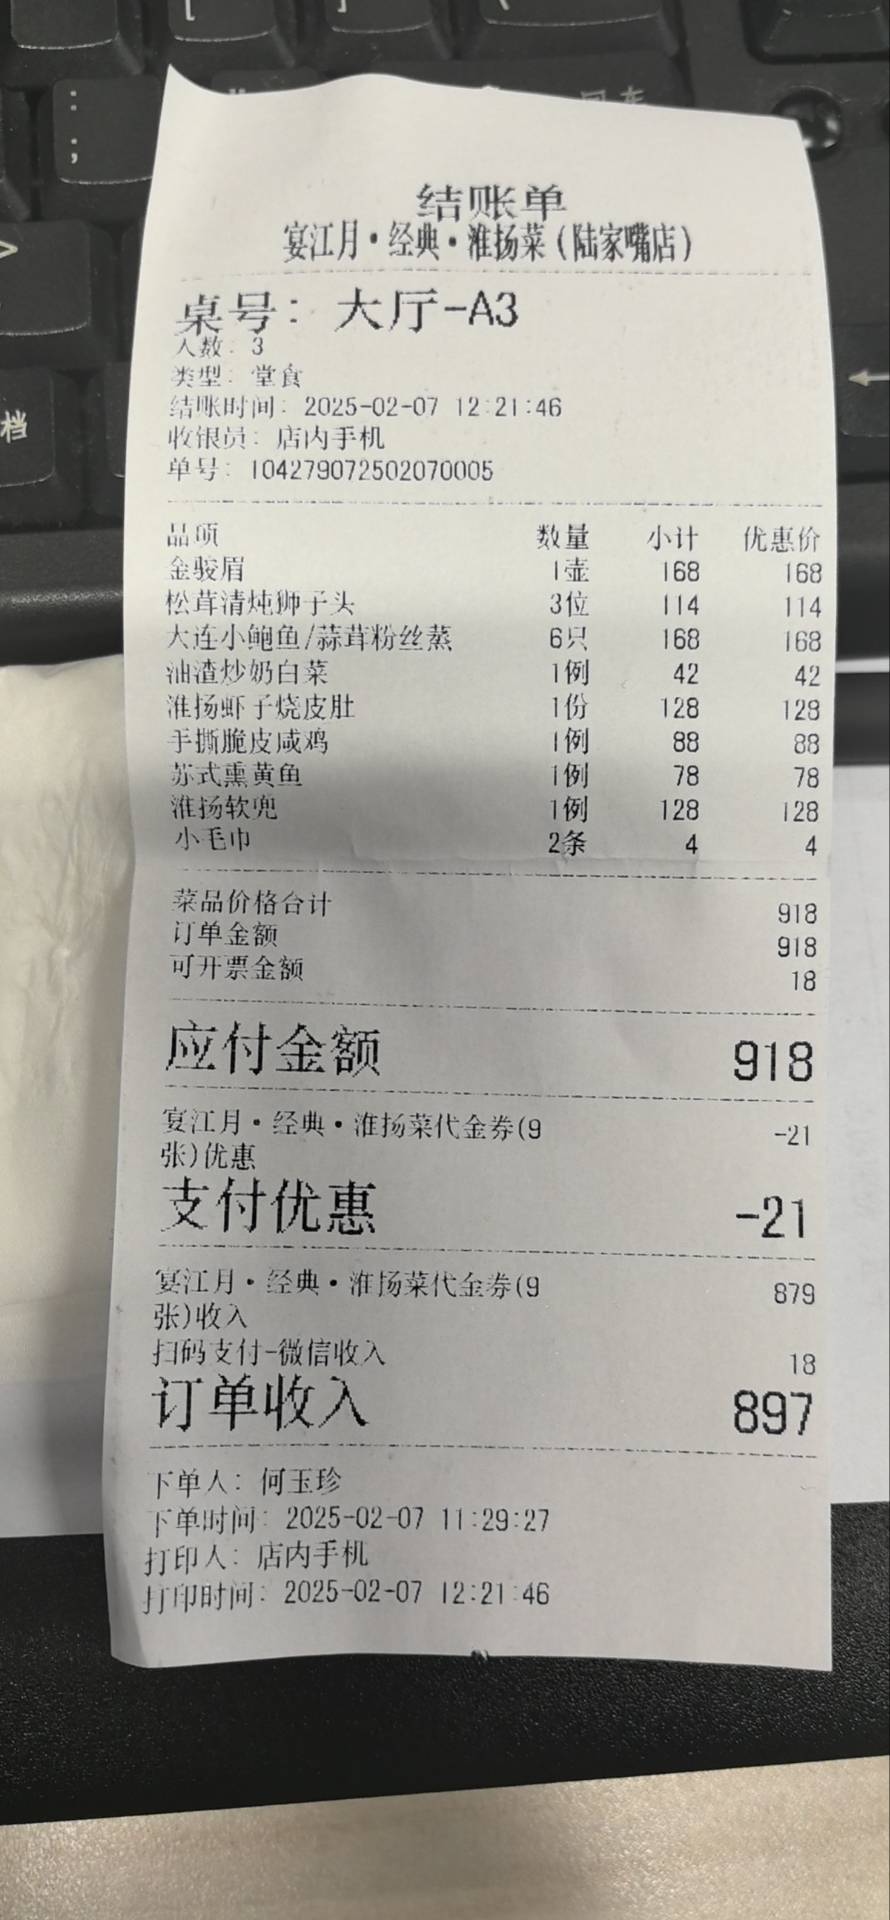 [
]
\
:
;
"
回车
>
.
档
←
结账单
宴江月·经典·淮扬菜(陆家嘴店)
桌号: 大厅-A3
人数: 3
类型: 堂食
结账时间: 2025-02-07 12:21:46
收银员: 店内手机
单号: 104279072502070005
品项 数量 小计 优惠价
金骏眉 1壶 168 168
松茸清炖狮子头 3位 114 114
大连小鲍鱼/蒜茸粉丝蒸 6只 168 168
油渣炒奶白菜 1例 42 42
淮扬虾子烧皮肚 1份 128 128
手撕脆皮咸鸡 1例 88 88
苏式熏黄鱼 1例 78 78
淮扬软兜 1例 128 128
小毛巾 2条 4 4
菜品价格合计 918
订单金额 918
可开票金额 18
应付金额 918
宴江月·经典·淮扬菜代金券(9 -21
张)优惠
支付优惠 -21
宴江月·经典·淮扬菜代金券(9 879
张)收入
扫码支付-微信收入 18
订单收入 897
下单人: 何玉珍
下单时间: 2025-02-07 11:29:27
打印人: 店内手机
打印时间: 2025-02-07 12:21:46